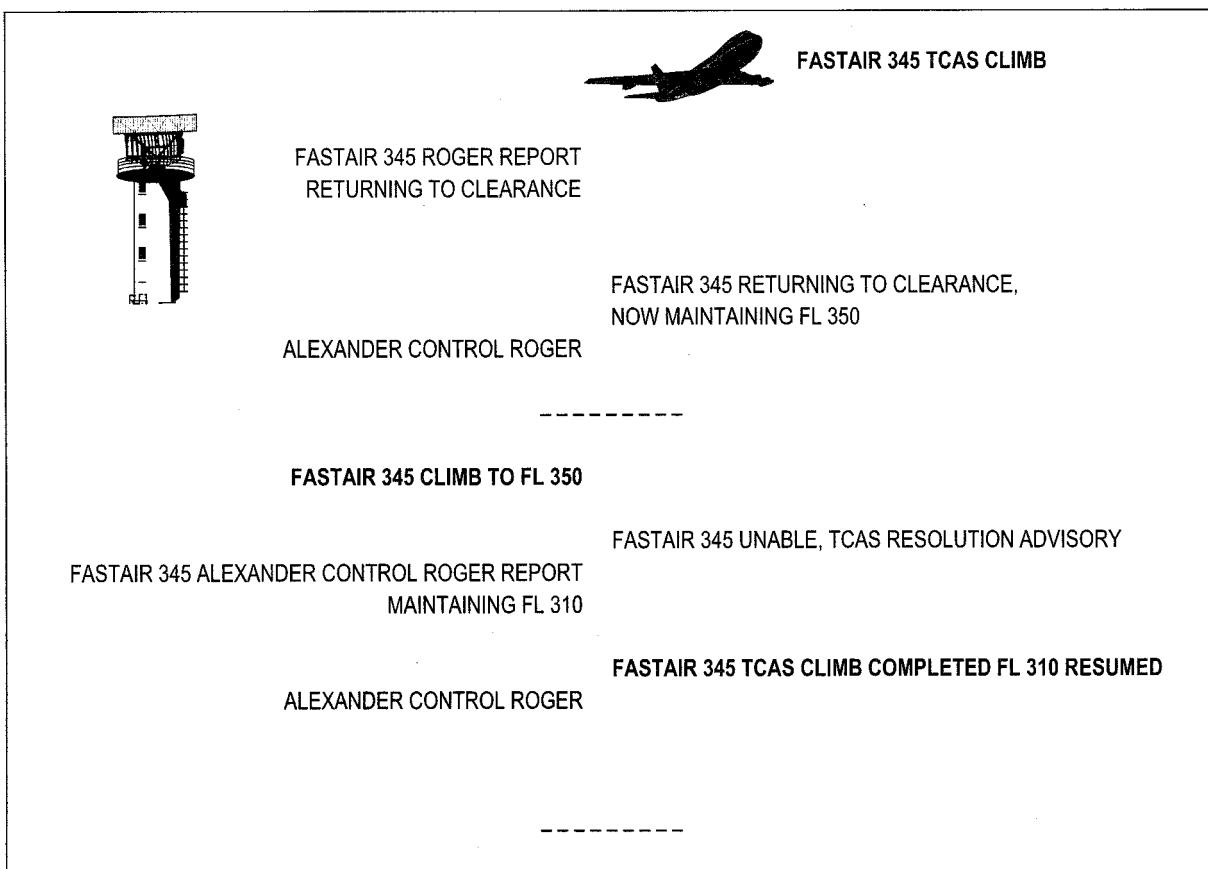 FASTAIR 345 TCAS CLIMB
FASTAIR 345 ROGER REPORT
RETURNING TO CLEARANCE
FASTAIR 345 RETURNING TO CLEARANCE,
NOW MAINTAINING FL 350
ALEXANDER CONTROL ROGER
---------
FASTAIR 345 CLIMB TO FL 350
FASTAIR 345 UNABLE, TCAS RESOLUTION ADVISORY
FASTAIR 345 ALEXANDER CONTROL ROGER REPORT
MAINTAINING FL 310
FASTAIR 345 TCAS CLIMB COMPLETED FL 310 RESUMED
ALEXANDER CONTROL ROGER
---------